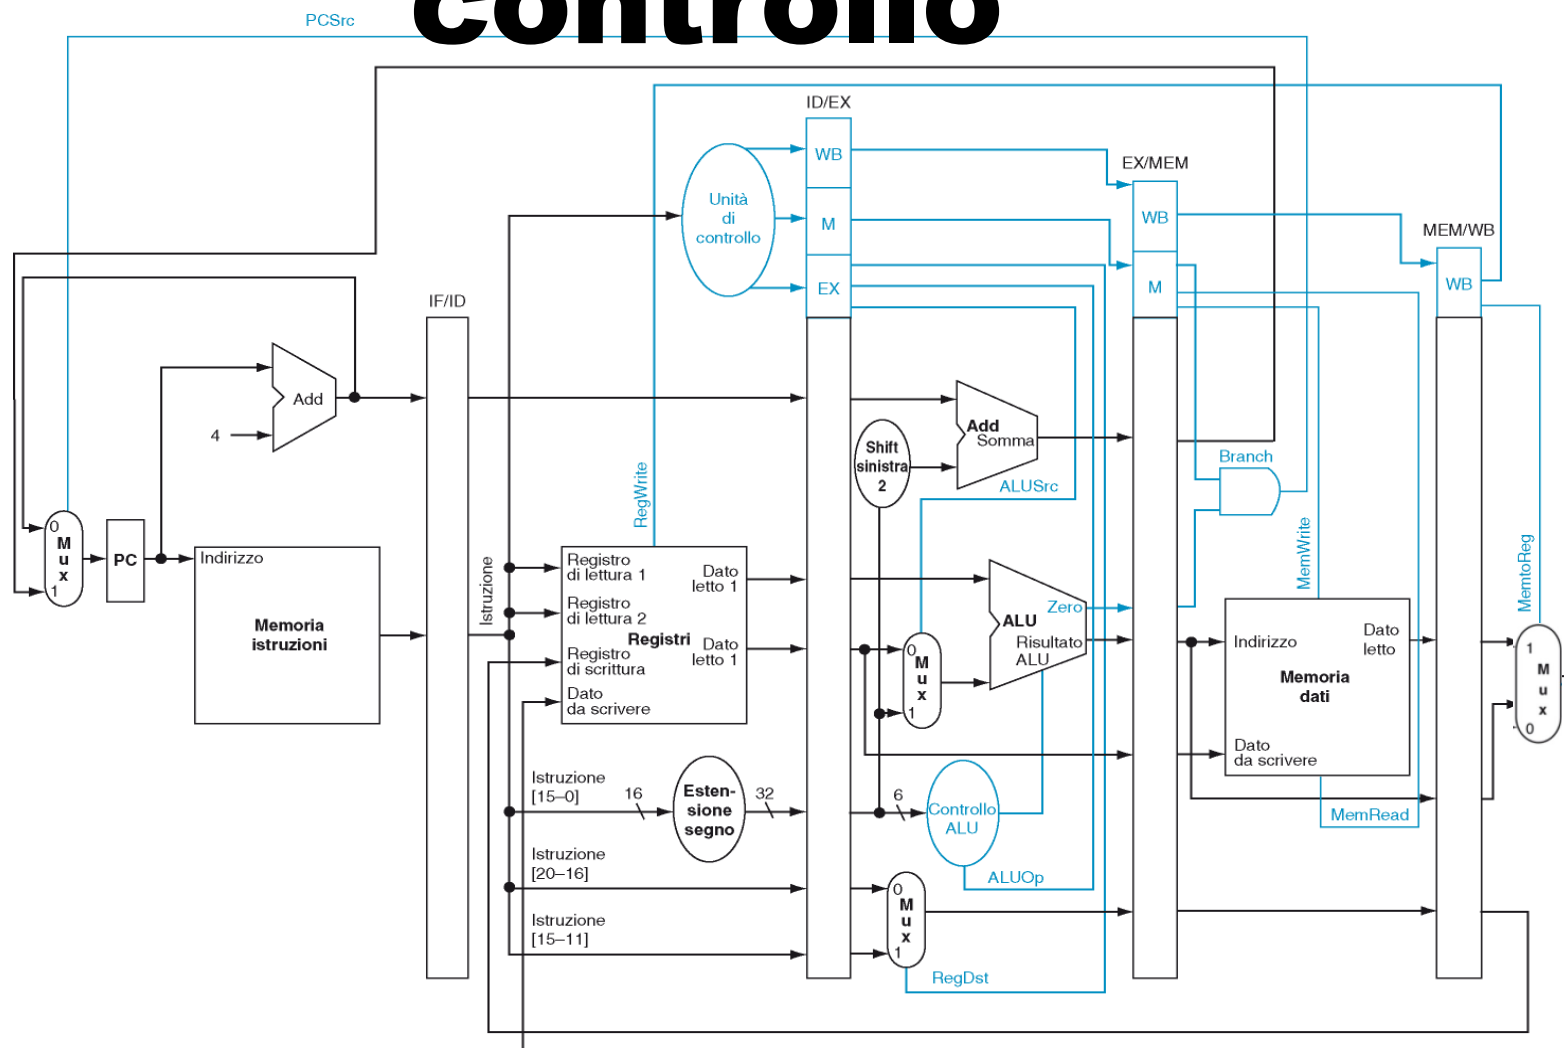 controllo
PCSrc
ID/EX
WB
M
EX
Unità
di
controllo
EX/MEM
WB
M
MEM/WB
WB
IF/ID
Add
4
Add
Somma
Shift
sinistra
2
ALUSrc
Branch
RegWrite
MemWrite
MemtoReg
0
M
u
x
1
PC
Indirizzo
Memoria
istruzioni
Istruzione
Registro
di lettura 1
Registro
di lettura 2
Registri
Registro
di scrittura
Dato
da scrivere
Dato
letto 1
Dato
letto 1
0
M
u
x
1
Zero
ALU
Risultato
ALU
Indirizzo
Dato
letto
Memoria
dati
Dato
da scrivere
1
M
u
x
0
MemRead
Istruzione
[15–0]
16
Esten-
sione
segno
32
6
Controllo
ALU
ALUOp
Istruzione
[20–16]
Istruzione
[15–11]
0
M
u
x
1
RegDst